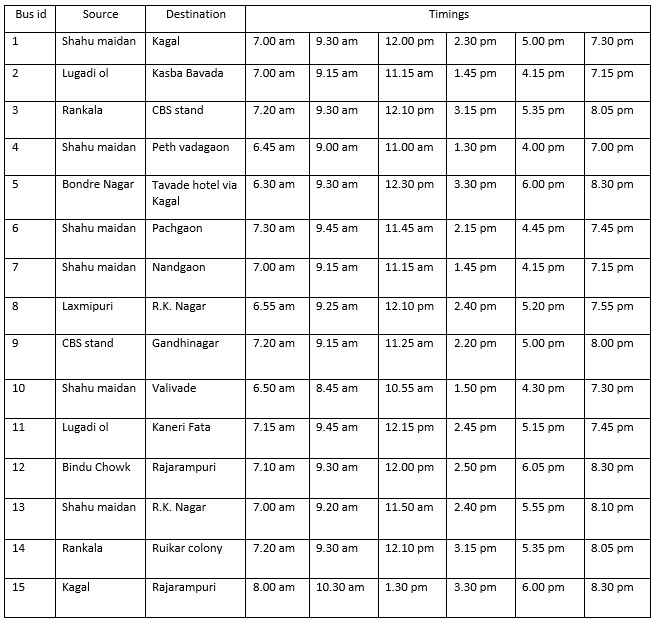 Bus id Source Destination Timings
1 Shahu maidan Kagal 7.00 am 9.30 am 12.00 pm 2.30 pm 5.00 pm 7.30 pm
2 Lugadi ol Kasba Bavada 7.00 am 9.15 am 11.15 am 1.45 pm 4.15 pm 7.15 pm
3 Rankala CBS stand 7.20 am 9.30 am 12.10 pm 3.15 pm 5.35 pm 8.05 pm
4 Shahu maidan Peth vadagaon 6.45 am 9.00 am 11.00 am 1.30 pm 4.00 pm 7.00 pm
5 Bondre Nagar Tavade hotel via 6.30 am 9.30 am 12.30 pm 3.30 pm 6.00 pm 8.30 pm
Kagal
6 Shahu maidan Pachgaon 7.30 am 9.45 am 11.45 am 2.15 pm 4.45 pm 7.45 pm
7 Shahu maidan Nandgaon 7.00 am 9.15 am 11.15 am 1.45 pm 4.15 pm 7.15 pm
8 Laxmipuri R.K. Nagar 6.55 am 9.25 am 12.10 pm 2.40 pm 5.20 pm 7.55 pm
9 CBS stand Gandhinagar 7.20 am 9.15 am 11.25 am 2.20 pm 5.00 pm 8.00 pm
10 Shahu maidan Valivade 6.50 am 8.45 am 10.55 am 1.50 pm 4.30 pm 7.30 pm
11 Lugadi ol Kaneri Fata 7.15 am 9.45 am 12.15 pm 2.45 pm 5.15 pm 7.45 pm
12 Bindu Chowk Rajarampuri 7.10 am 9.30 am 12.00 pm 2.50 pm 6.05 pm 8.30 pm
13 Shahu maidan R.K. Nagar 7.00 am 9.20 am 11.50 am 2.40 pm 5.55 pm 8.10 pm
14 Rankala Ruikar colony 7.20 am 9.30 am 12.10 pm 3.15 pm 5.35 pm 8.05 pm
15 Kagal Rajarampuri 8.00 am 10.30 am 1.30 pm 3.30 pm 6.00 pm 8.30 pm